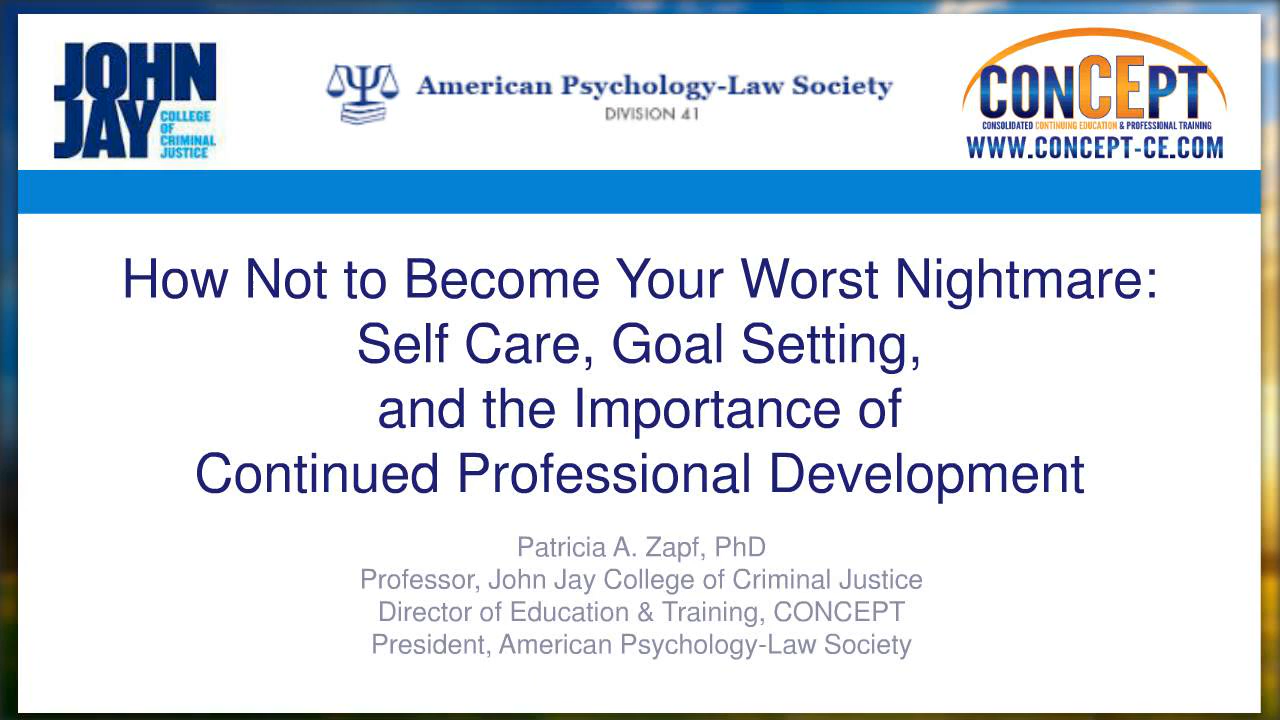 JOHN
JAY
COLLEGE
OF
CRIMINAL
JUSTICE
American Psychology-Law Society
DIVISION 41
CONCEPT
CONSOLIDATED CONTINUING EDUCATION & PROFESSIONAL TRAINING
WWW.CONCEPT-CE.COM
How Not to Become Your Worst Nightmare:
Self Care, Goal Setting,
and the Importance of
Continued Professional Development
Patricia A. Zapf, PhD
Professor, John Jay College of Criminal Justice
Director of Education & Training, CONCEPT
President, American Psychology-Law Society